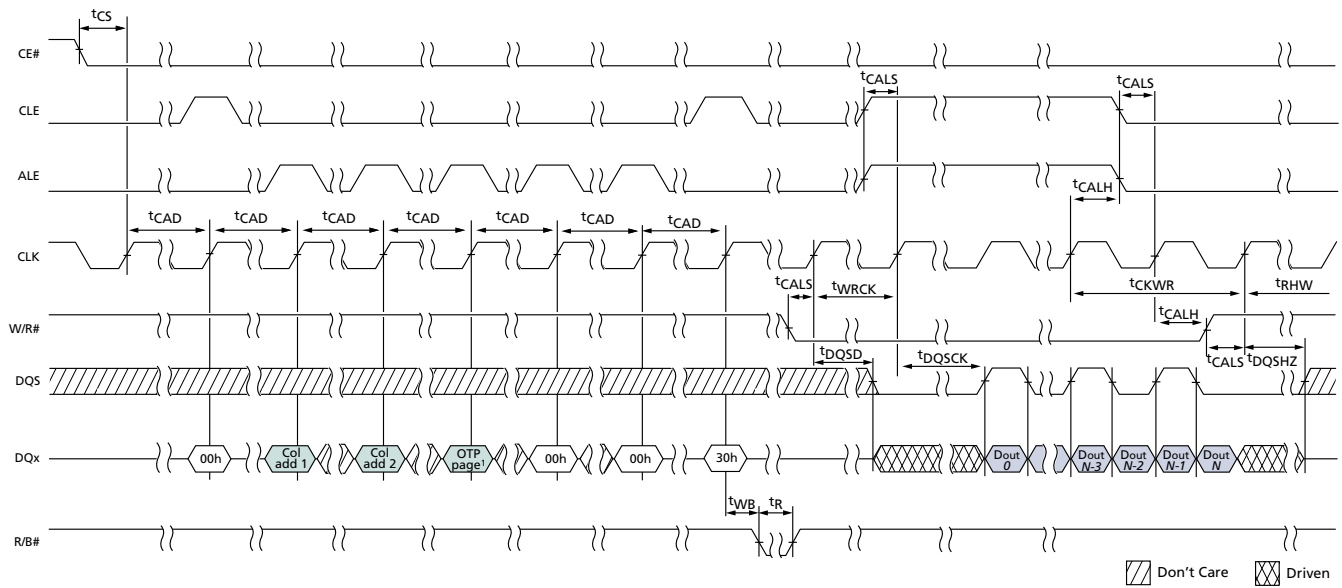 tCS
CE#
tCALS
tCALS
CLE
ALE
tCALH
tCAD
tCAD
tCAD
tCAD
tCAD
tCAD
tCAD
CLK
tCALS
tWRCK
tCKWR
tRHW
tCALH
W/R#
tDQSD
tDQSCK
tCALS
tDQSHZ
DQS
DQx
00h
Col
add 1
Col
add 2
OTP
page1
00h
00h
30h
Dout
0
Dout
N-3
Dout
N-2
Dout
N-1
Dout
N
tWB
tR
R/B#
Don't Care
Driven